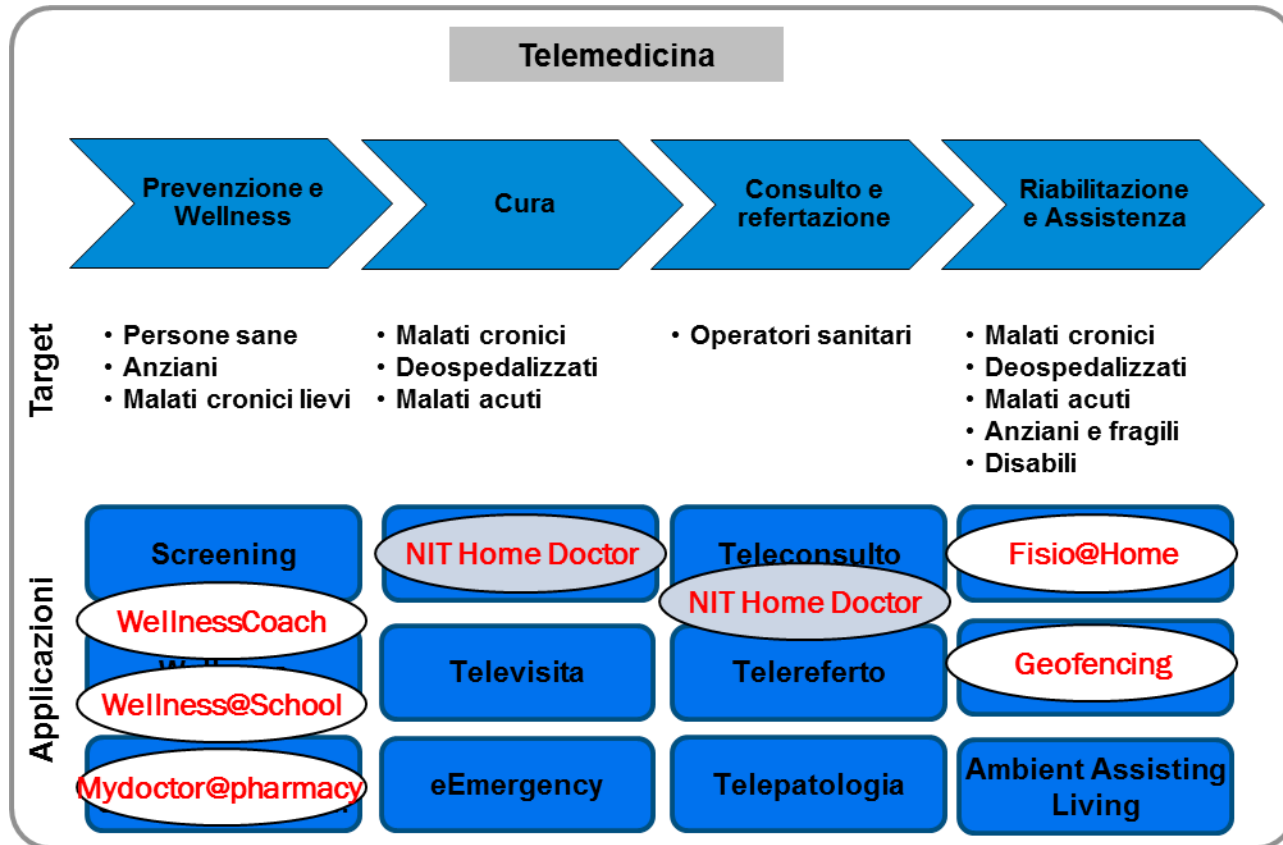 Telemedicina
Prevenzione e
Wellness
Cura
Consulto e
refertazione
Riabilitazione
e Assistenza
Target
• Persone sane
• Anziani
• Malati cronici lievi
• Malati cronici
• Deospedalizzati
• Malati acuti
• Operatori sanitari
• Malati cronici
• Deospedalizzati
• Malati acuti
• Anziani e fragili
• Disabili
Applicazioni
Screening
WellnessCoach
Wellness@School
Mydoctor@pharmacy
NIT Home Doctor
Televisita
eEmergency
Teleconsulto
NIT Home Doctor
Telereferto
Telepatologia
Fisio@Home
Geofencing
Ambient Assisting
Living